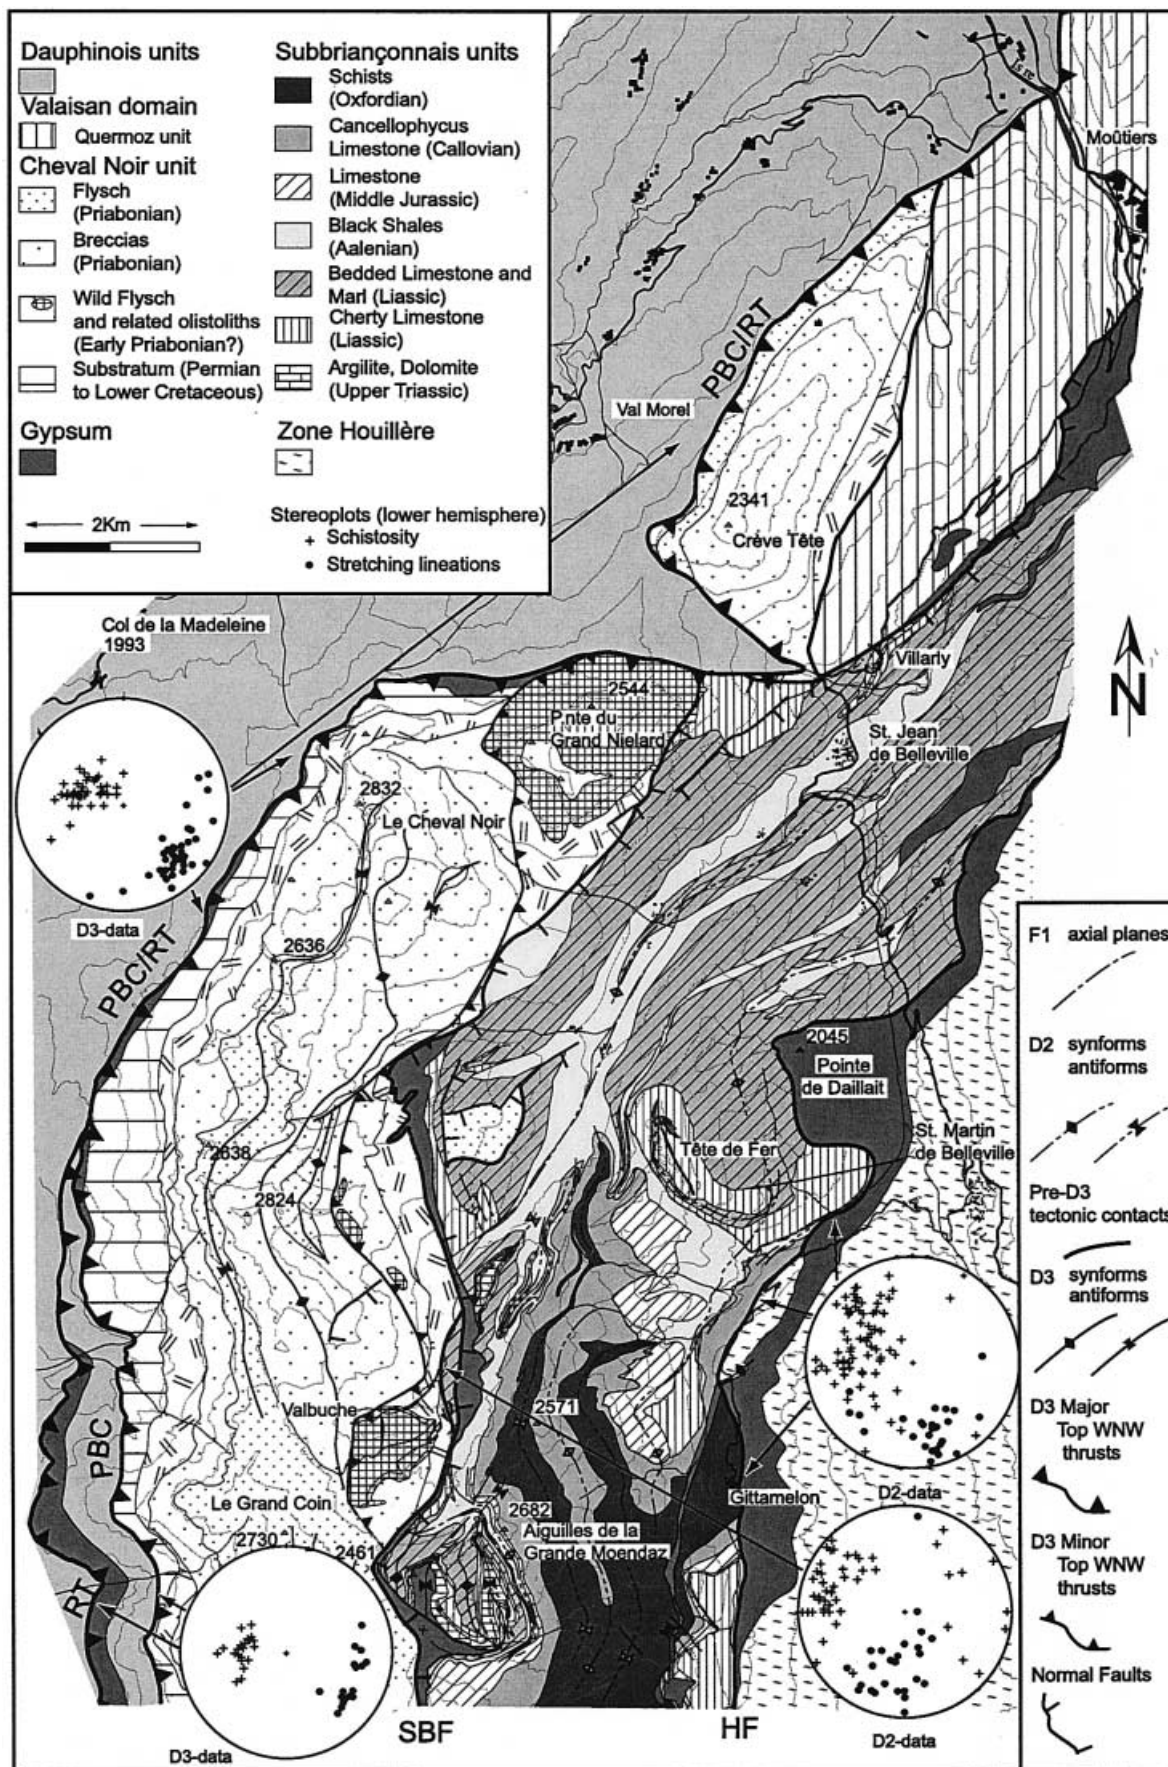 Dauphinois units
Valaisan domain
Quermoz unit
Cheval Noir unit
Flysch
(Priabonian)
Breccias
(Priabonian)
Wild Flysch
and related olistoliths
(Early Priabonian?)
Substratum (Permian
to Lower Cretaceous)
Gypsum
2Km
Subbriançonnais units
Schists
(Oxfordian)
Cancellophycus
Limestone (Callovian)
Limestone
(Middle Jurassic)
Black Shales
(Aalenian)
Bedded Limestone and
Marl (Liassic)
Cherty Limestone
(Liassic)
Argilite, Dolomite
(Upper Triassic)
Zone Houillère
Stereoplots (lower hemisphere)
+ Schistosity
• Stretching lineations
Moûtiers
PBC/RT
Val Morel
2341
Crève Tête
Col de la Madeleine
1993
Villarly
N
2544
P.nte du
Grand Nielard
St. Jean
de Belleville
2832
Le Cheval Noir
D3-data
2636
PBC/RT
2045
Pointe
de Daillait
St. Martin
de Belleville
Tête de Fer
2638
2824
Valbuche
2571
PBC
Le Grand Coin
2730
2461
2682
Aiguilles de la
Grande Moendaz
Gittamelon
D2-data
RT
D3-data
SBF
HF
D2-data
F1 axial planes
D2 synforms
antiforms
Pre-D3
tectonic contacts
D3 synforms
antiforms
D3 Major
Top WNW
thrusts
D3 Minor
Top WNW
thrusts
Normal Faults